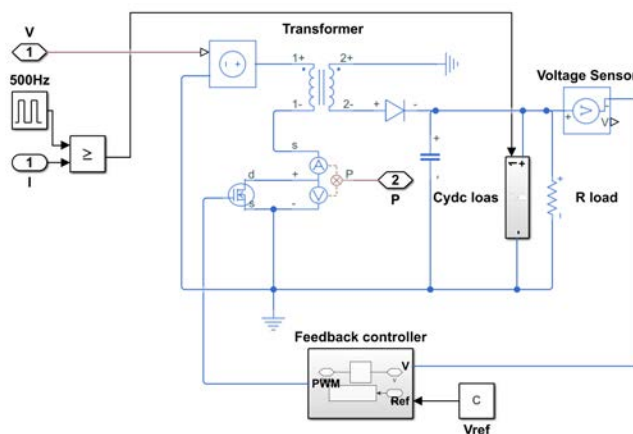 Transformer
V
1
1+
2+
500Hz
1-
2-
+
-
Voltage Sensor
+
V
V
≥
1
I
s
A
d
+
P
2
P
V
s
-
+
1
+
-
Cydc loas
+
-
R load
Feedback controller
V
PWM
Ref
C
Vref